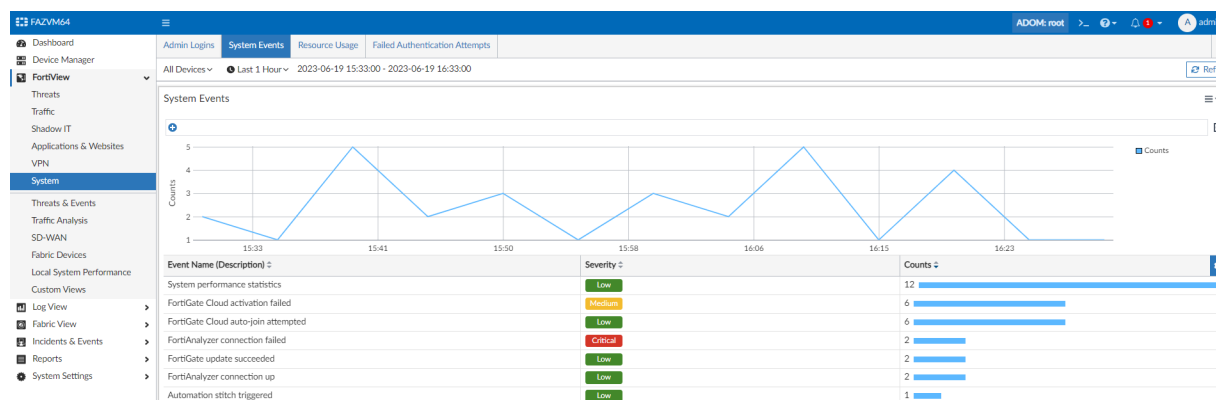 FAZVM64
ADOM: root >_ 1 A admi
Dashboard
Device Manager
FortiView
Threats
Traffic
Shadow IT
Applications & Websites
VPN
System
Threats & Events
Traffic Analysis
SD-WAN
Fabric Devices
Local System Performance
Custom Views
Log View
Fabric View
Incidents & Events
Reports
System Settings
Admin Logins System Events Resource Usage Failed Authentication Attempts
All Devices Last 1 Hour 2023-06-19 15:33:00 - 2023-06-19 16:33:00 Ref
System Events
Counts
5
4
3
2
1
15:33 15:41 15:50 15:58 16:06 16:15 16:23
Counts
Event Name (Description) Severity Counts
System performance statistics Low 12
FortiGate Cloud activation failed Medium 6
FortiGate Cloud auto-join attempted Low 6
FortiAnalyzer connection failed Critical 2
FortiGate update succeeded Low 2
FortiAnalyzer connection up Low 2
Automation stitch triggered Low 1